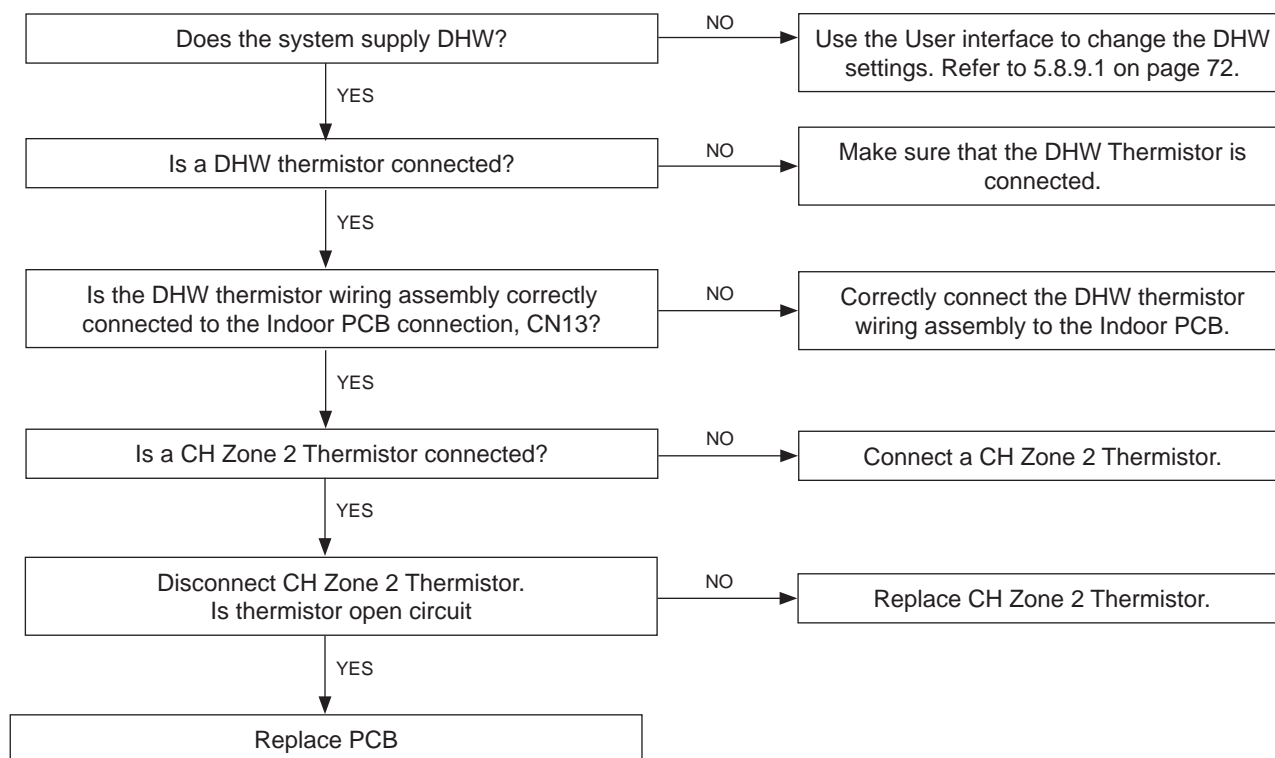 Does the system supply DHW?
NO
Use the User interface to change the DHW
settings. Refer to 5.8.9.1 on page 72.
YES
Is a DHW thermistor connected?
NO
Make sure that the DHW Thermistor is
connected.
YES
Is the DHW thermistor wiring assembly correctly
connected to the Indoor PCB connection, CN13?
NO
Correctly connect the DHW thermistor
wiring assembly to the Indoor PCB.
YES
Is a CH Zone 2 Thermistor connected?
NO
Connect a CH Zone 2 Thermistor.
YES
Disconnect CH Zone 2 Thermistor.
Is thermistor open circuit
NO
Replace CH Zone 2 Thermistor.
YES
Replace PCB